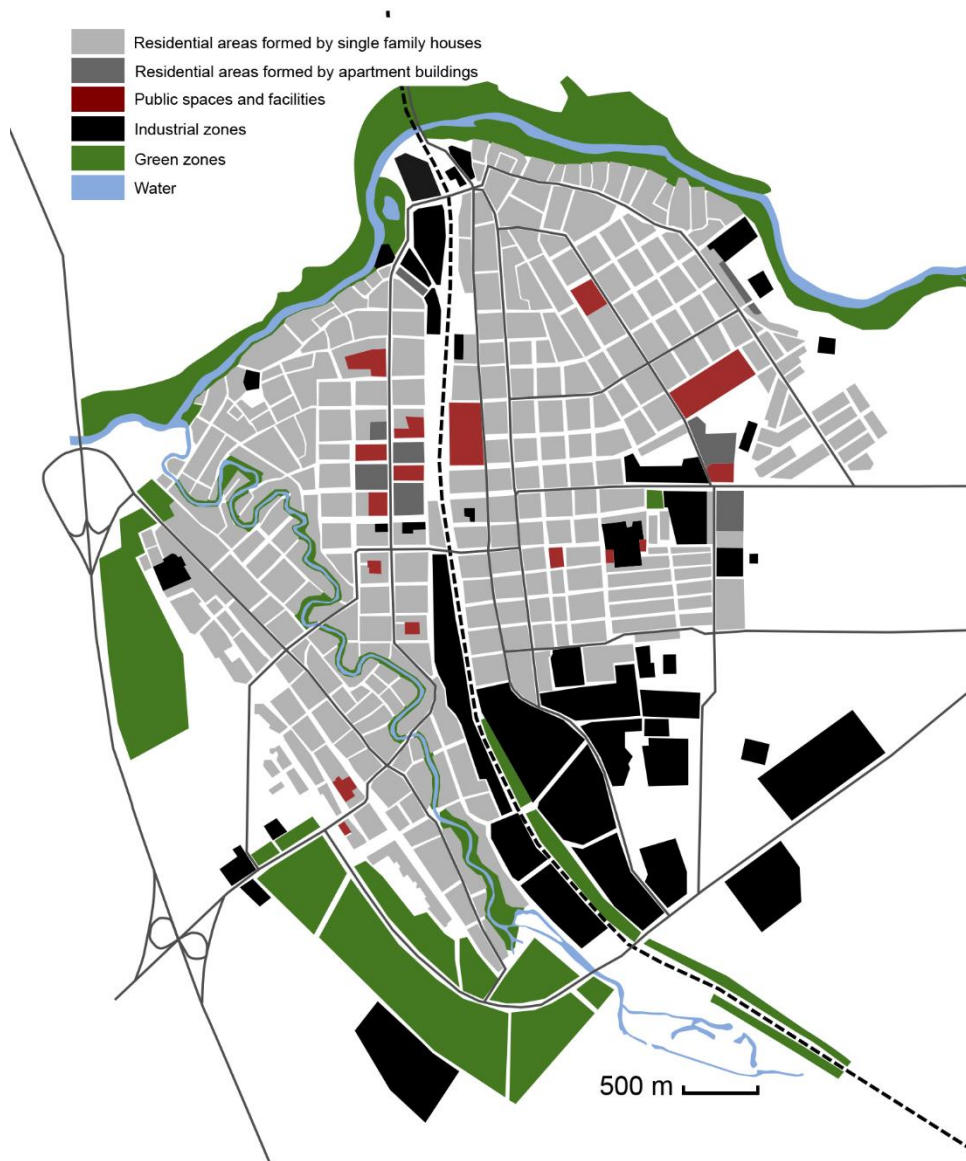 Residential areas formed by single family houses
Residential areas formed by apartment buildings
Public spaces and facilities
Industrial zones
Green zones
Water
500 m